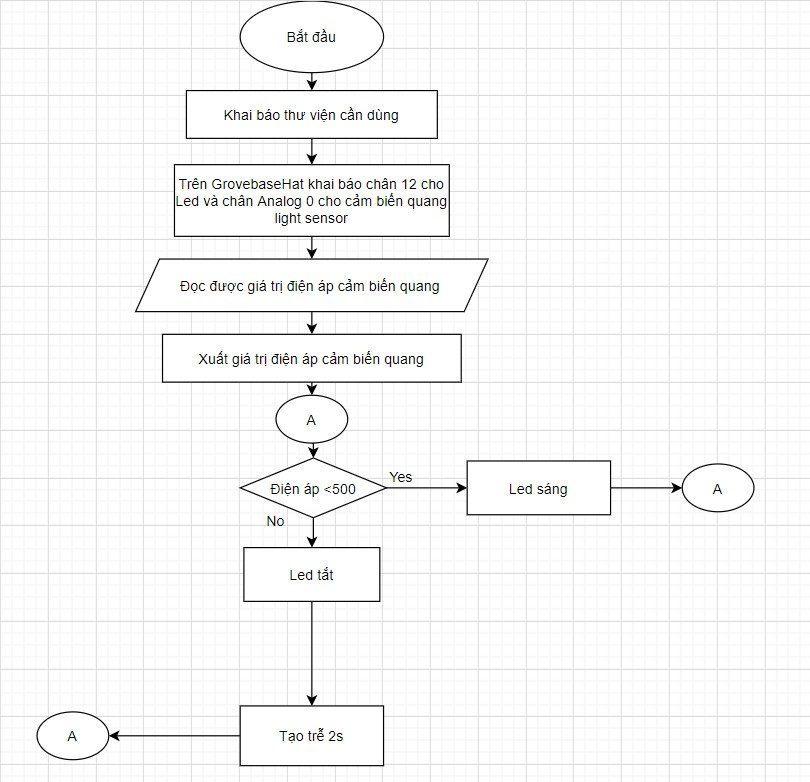 Bắt đầu
Khai báo thư viện cần dùng
Trên GrovebaseHat khai báo chân 12 cho
Led và chân Analog 0 cho cảm biến quang
light sensor
Đọc được giá trị điện áp cảm biến quang
Xuất giá trị điện áp cảm biến quang
A
Điện áp <500
Yes
Led sáng
A
No
Led tắt
Tạo trễ 2s
A